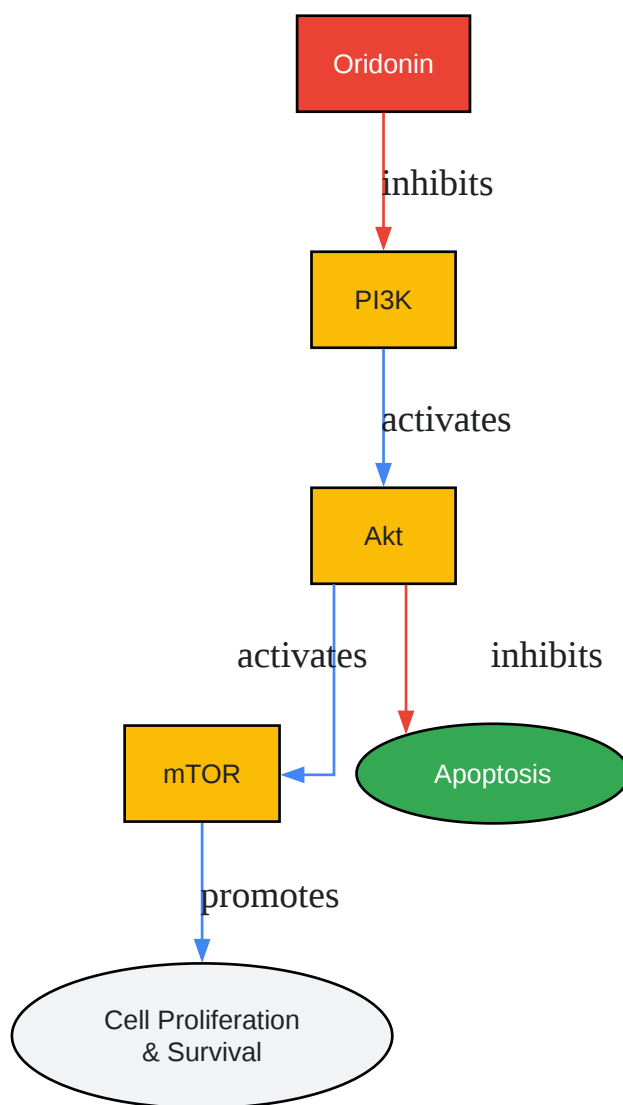 Oridonin
inhibits
PI3K
activates
Akt
activates
inhibits
mTOR
Apoptosis
promotes
Cell Proliferation
& Survival